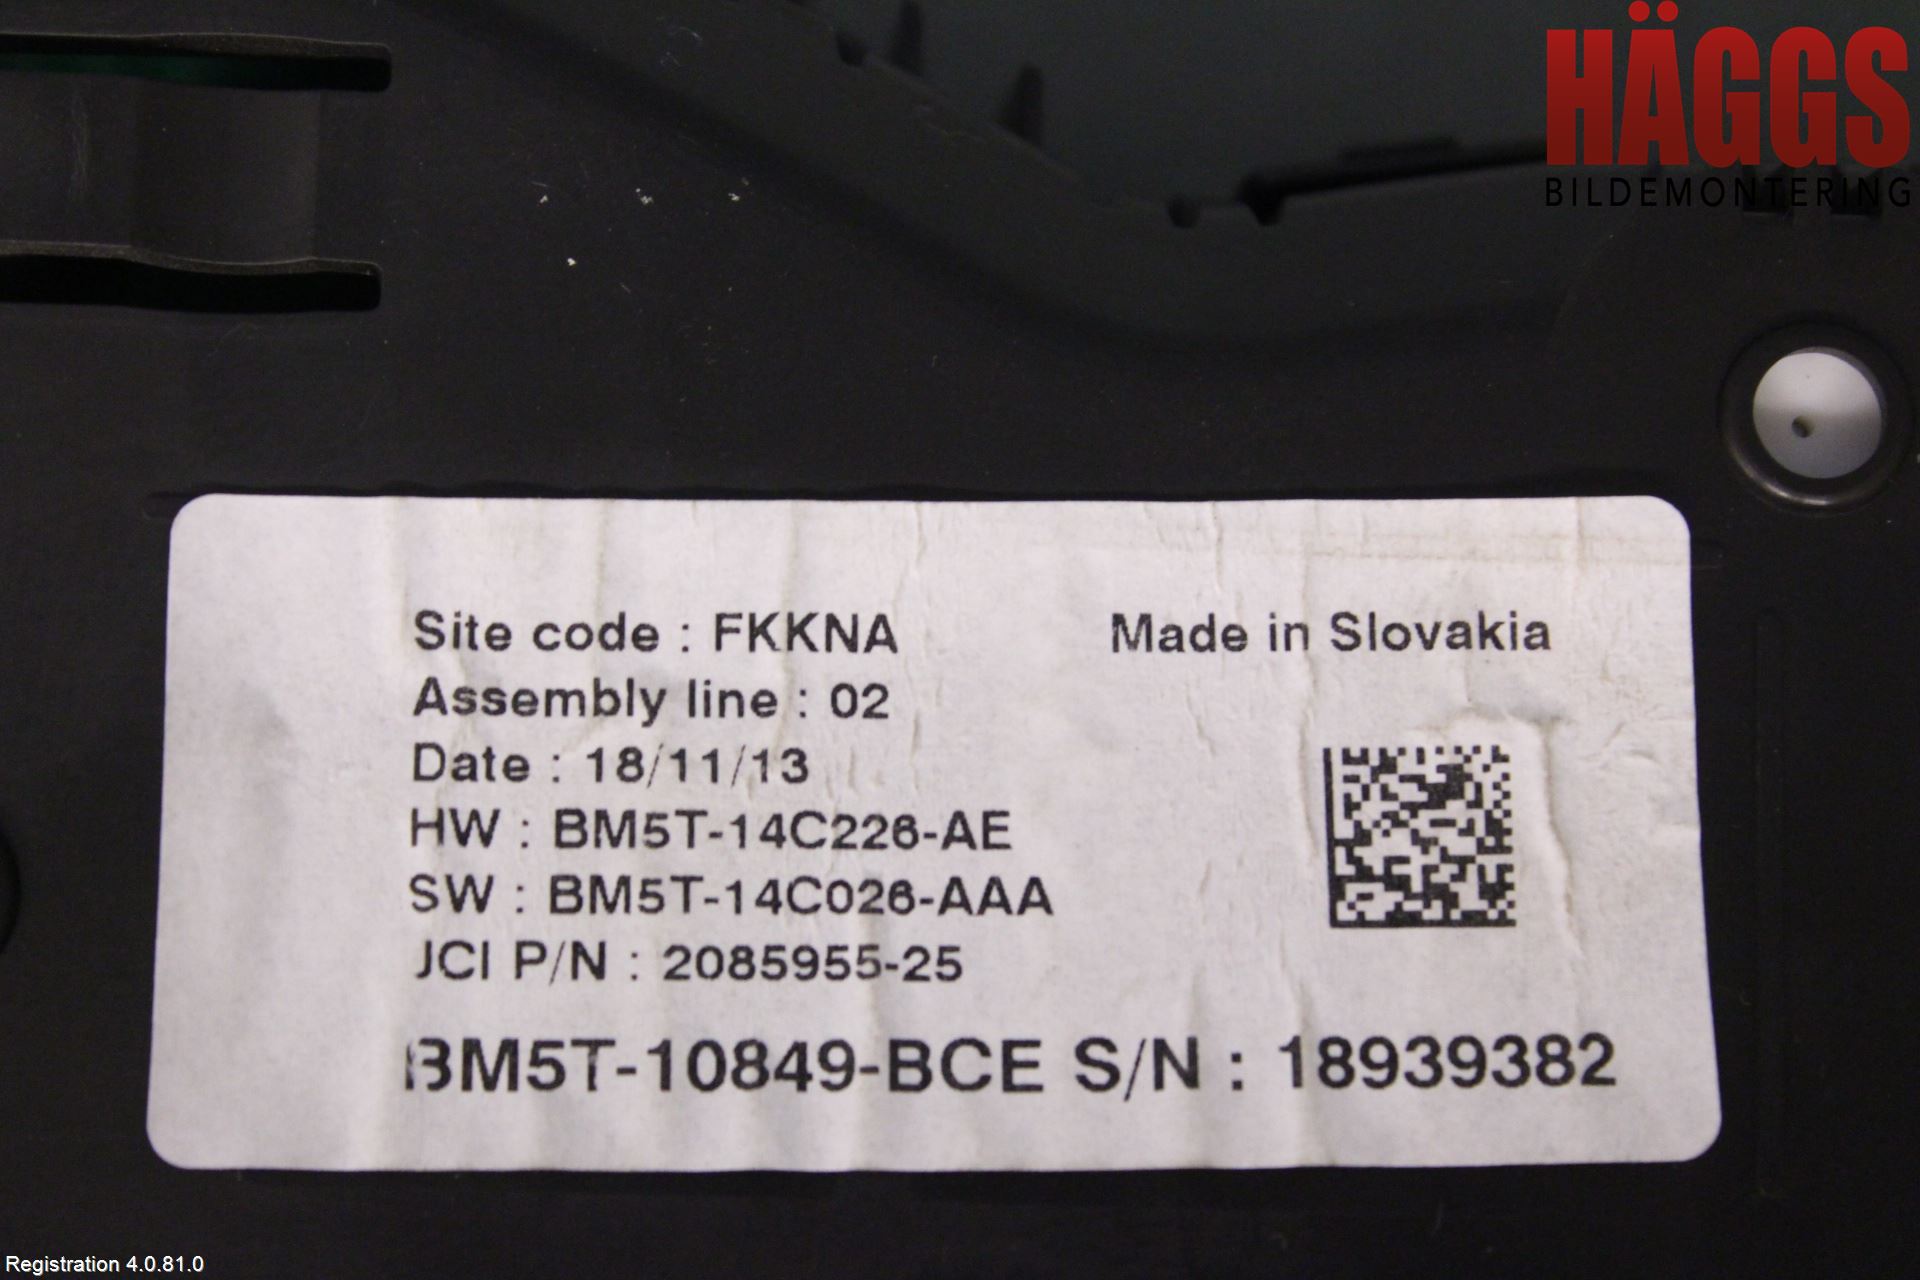 HÄGGS
BILDEMONTERING
Site code : FKKNA
Made in Slovakia
Assembly line : 02
Date : 18/11/13
HW : BM5T-14C226-AE
SW : BM5T-14C026-AAA
JCI P/N : 2085955-25
BM5T-10849-BCE S/N : 18939382
Registration 4.0.81.0